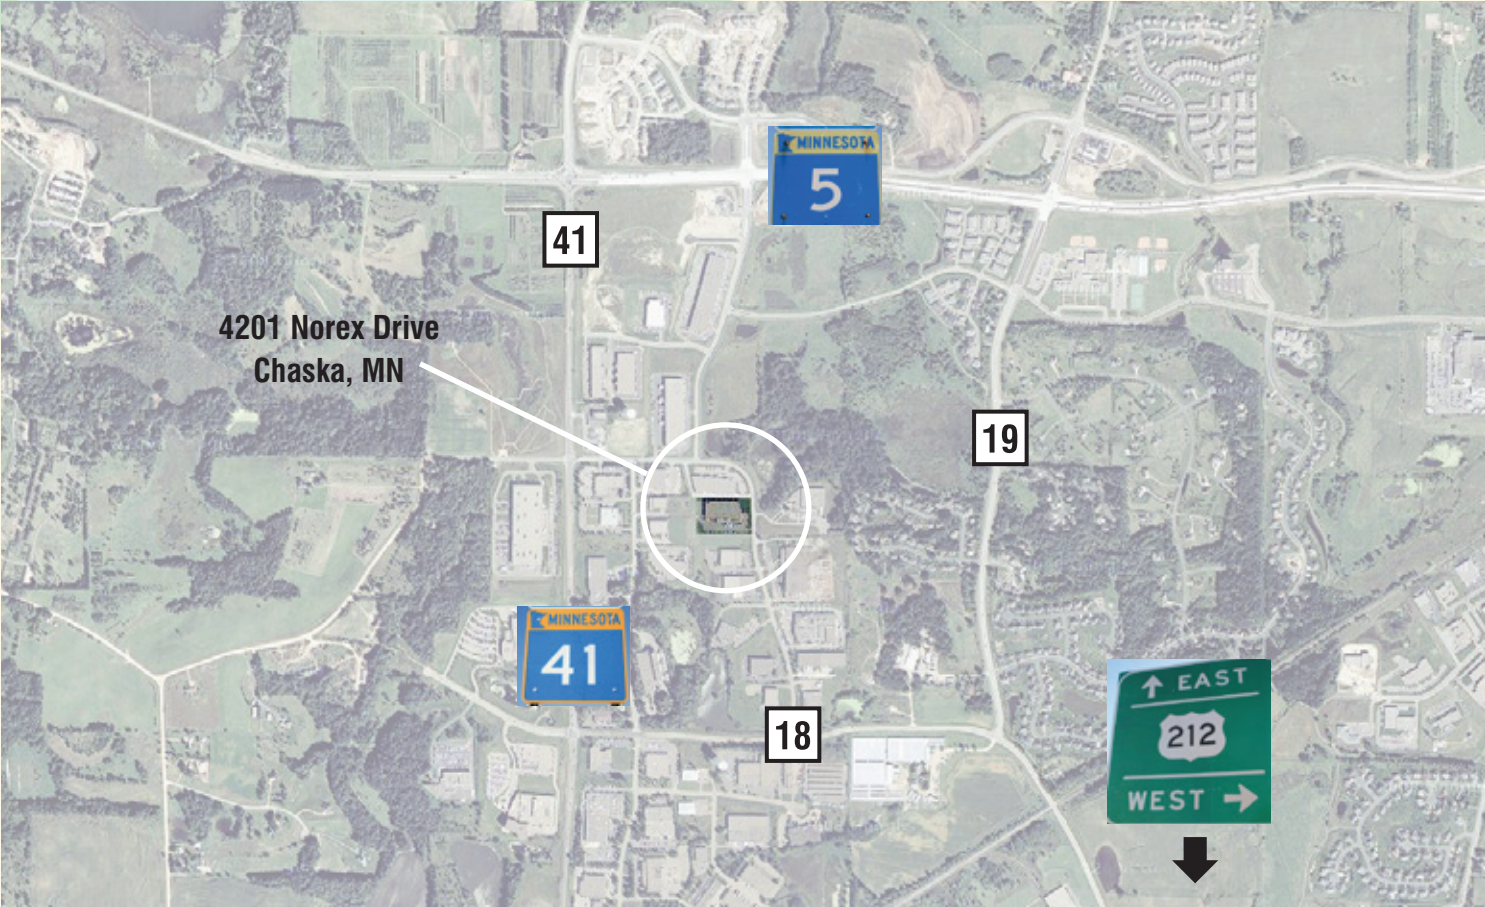 MINNESOTA
5
41
4201 Norex Drive
Chaska, MN
19
MINNESOTA
41
18
EAST
212
WEST